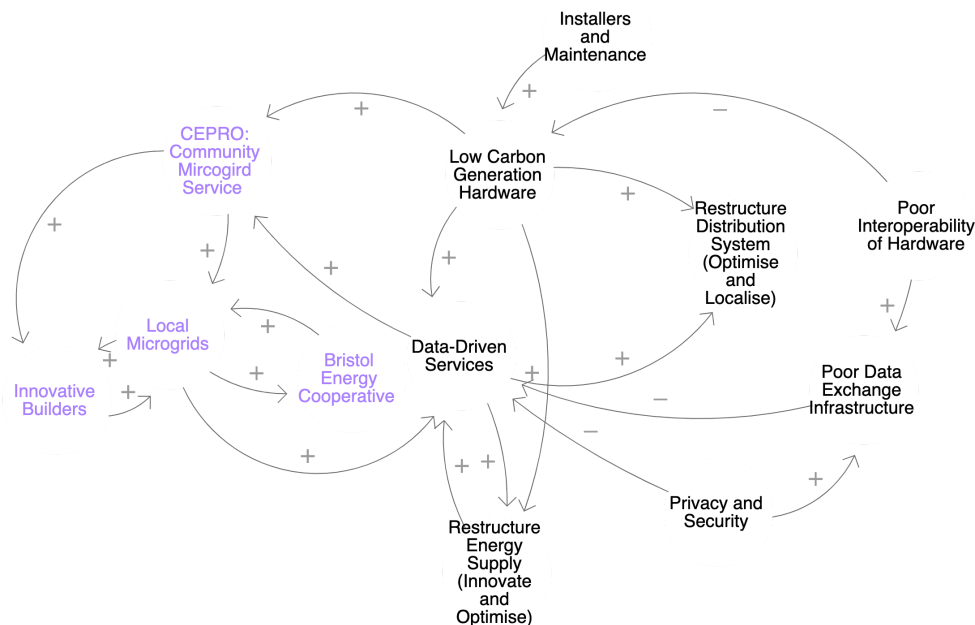 Installers
and
Maintenance
+
+
−
CEPRO:
Community
Mircogird
Service
Low Carbon
Generation
Hardware
+
+
Restructure
Distribution
System
(Optimise
and
Localise)
Poor
Interoperability
of Hardware
+
+
+
+
Local
Microgrids
+
+
Data-Driven
Services
+
+
Bristol
Energy
Cooperative
+
+
Innovative
Builders
−
Poor Data
Exchange
Infrastructure
−
+
+
+
+
Privacy and
Security
Restructure
Energy
Supply
(Innovate
and
Optimise)